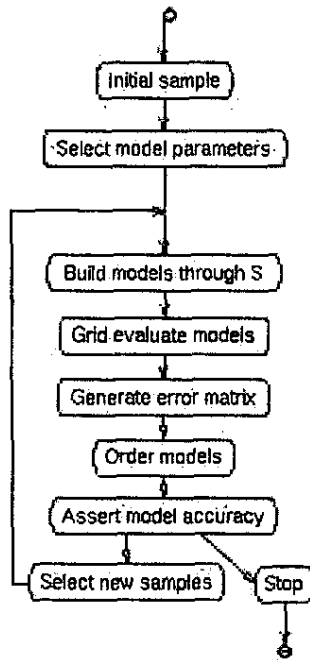 Initial sample
Select model parameters
Build models through S
Grid evaluate models
Generate error matrix
Order models
Assert model accuracy
Select new samples
Stop